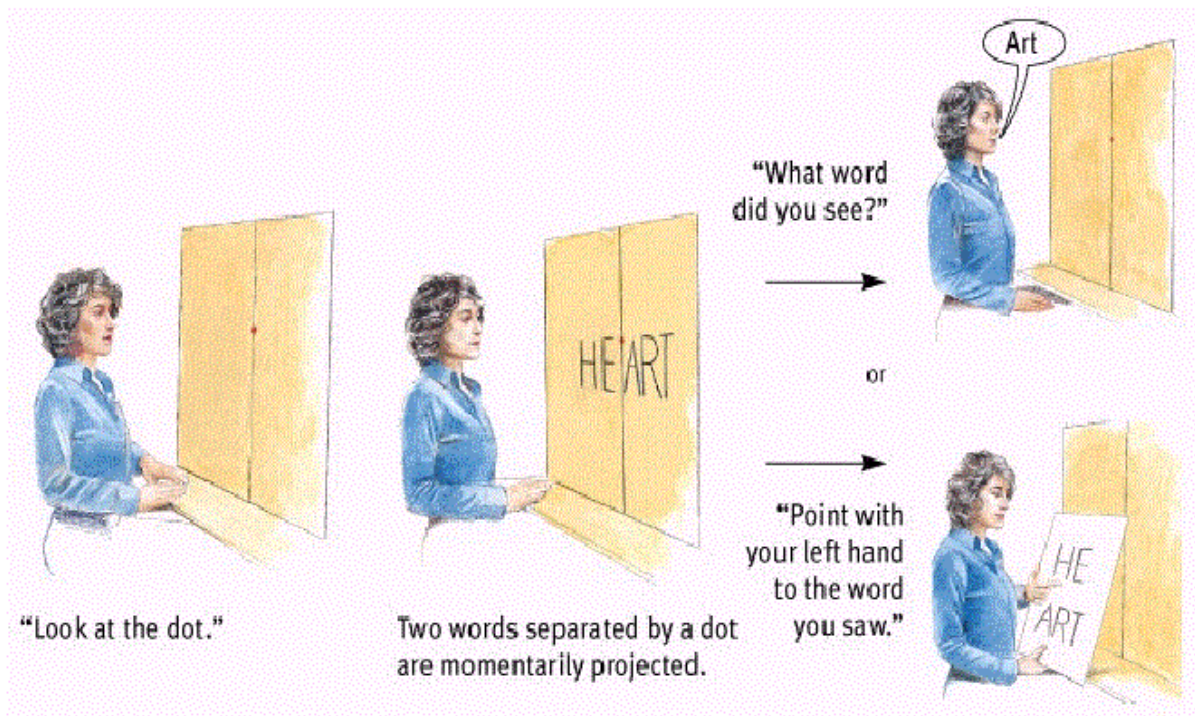 “Look at the dot.”
HE ART
Two words separated by a dot
are momentarily projected.
“What word
did you see?”
Art
or
“Point with
your left hand
to the word
you saw.”
HE
ART